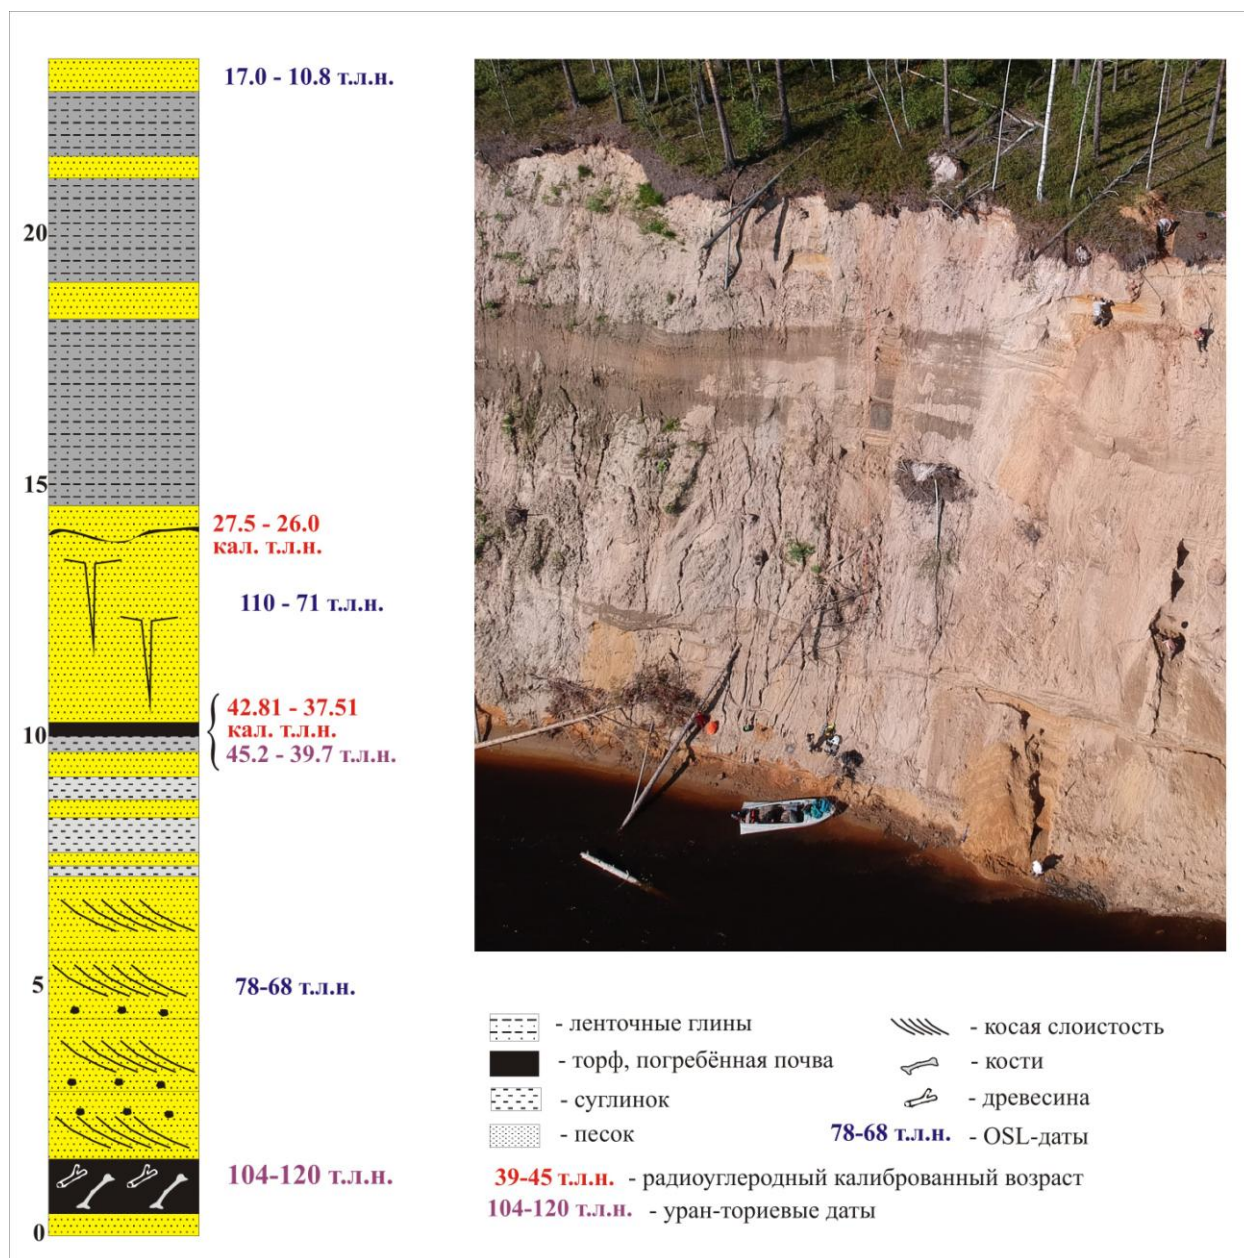 17.0 - 10.8 т.л.н.
20
15
27.5 - 26.0
кал. т.л.н.
110 - 71 т.л.н.
42.81 - 37.51
кал. т.л.н.
10
45.2 - 39.7 т.л.н.
5
78-68 т.л.н.
104-120 т.л.н.
0
- ленточные глины
- торф, погребённая почва
- суглинок
- песок
- косая слоистость
- кости
- древесина
78-68 т.л.н. - OSL-даты
39-45 т.л.н. - радиоуглеродный калиброванный возраст
104-120 т.л.н. - уран-ториевые даты